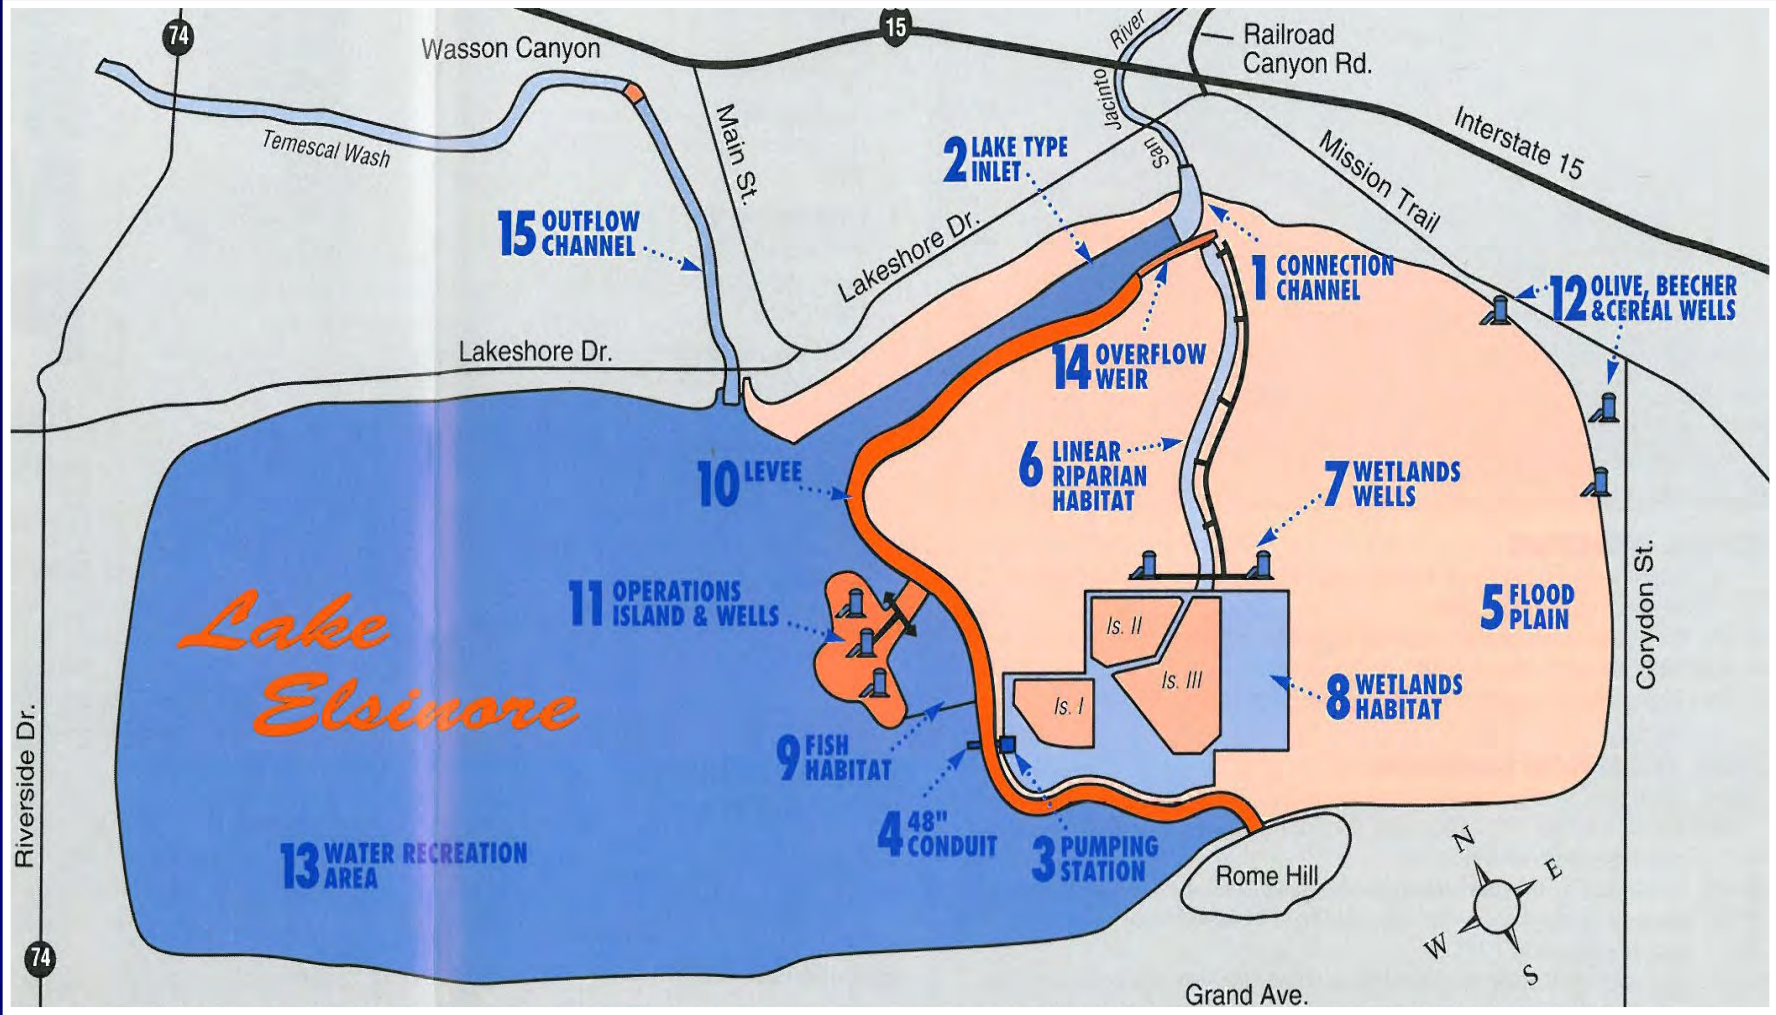 74
Wasson Canyon
15
River
Railroad
Canyon Rd.
Jacinto
San
Temescal Wash
Main St.
2 LAKE TYPE
INLET
Mission Trail
Interstate 15
15 OUTFLOW
CHANNEL
Lakeshore Dr.
1 CONNECTION
CHANNEL
12 OLIVE, BEECHER
& CEREAL WELLS
Lakeshore Dr.
14 OVERFLOW
WEIR
10 LEVEE
6 LINEAR
RIPARIAN
HABITAT
7 WETLANDS
WELLS
Corydon St.
11 OPERATIONS
ISLAND & WELLS
5 FLOOD
PLAIN
Lake
Elsinore
Is. II
Is. III
Is. I
8 WETLANDS
HABITAT
Riverside Dr.
9 FISH
HABITAT
4 48"
CONDUIT
3 PUMPING
STATION
13 WATER RECREATION
AREA
Rome Hill
N
E
W
S
74
Grand Ave.